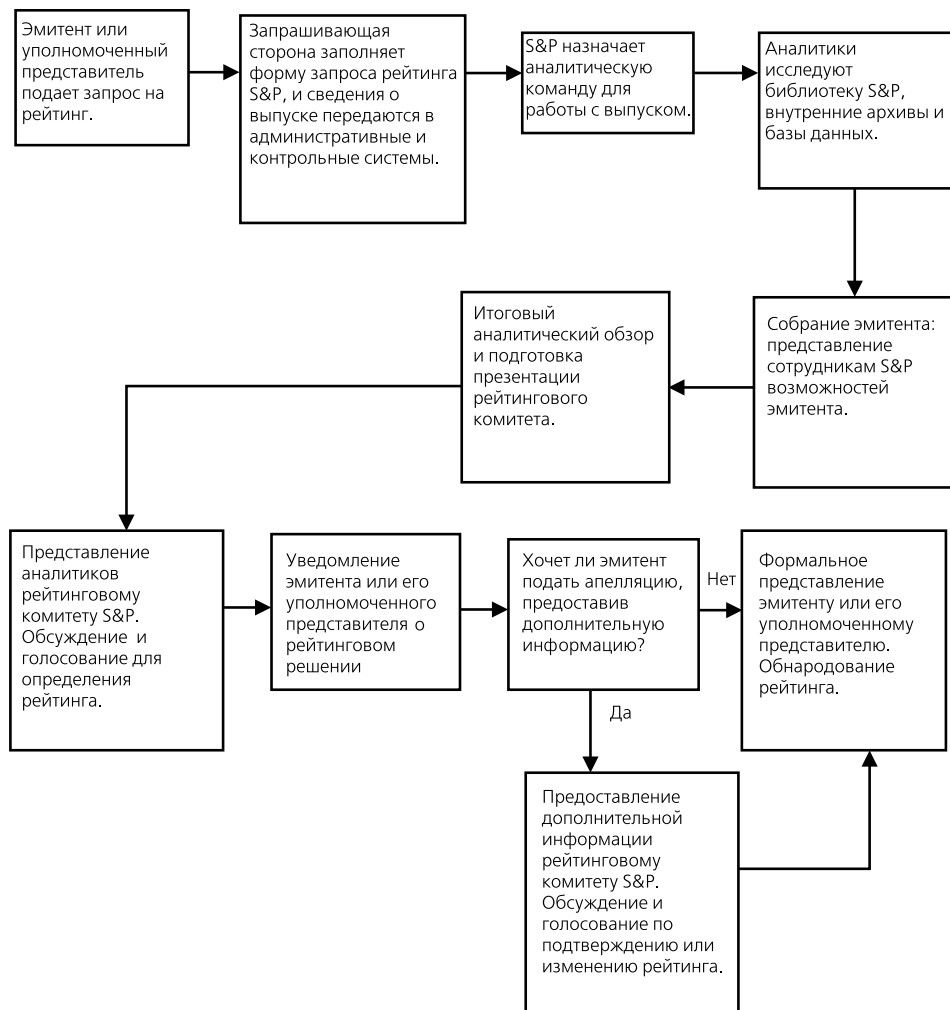 Эмитент или
уполномоченный
представитель
подает запрос на
рейтинг.
Запрашивающая
сторона заполняет
форму запроса рейтинга
S&P, и сведения о
выпуске передаются в
административные и
контрольные системы.
S&P назначает
аналитическую
команду для
работы с выпуском.
Аналитики
исследуют
библиотеку S&P,
внутренние архивы и
базы данных.
Собрание эмитента:
представление
сотрудникам S&P
возможностей
эмитента.
Итоговый
аналитический обзор
и подготовка
презентации
рейтингового
комитета.
Представление
аналитиков
рейтинговому
комитету S&P.
Обсуждение и
голосование для
определения
рейтинга.
Уведомление
эмитента или его
уполномоченного
представителя о
рейтинговом
решении
Хочет ли эмитент
подать апелляцию,
предоставив
дополнительную
информацию?
Нет
Формальное
представление
эмитенту или его
уполномоченному
представителю.
Обнародование
рейтинга.
Да
Предоставление
дополнительной
информации
рейтинговому
комитету S&P.
Обсуждение и
голосование по
подтверждению или
изменению рейтинга.